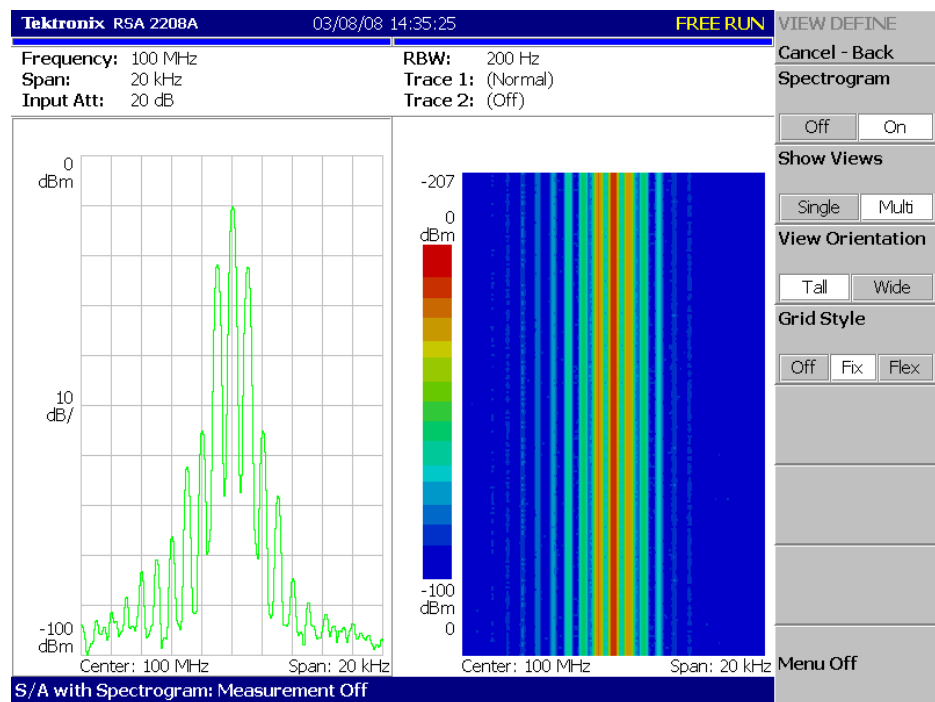 Tektronix RSA 2208A 03/08/08 14:35:25 FREE RUN
Frequency: 100 MHz
Span: 20 kHz
Input Att: 20 dB
RBW: 200 Hz
Trace 1: (Normal)
Trace 2: (Off)
0
dBm
10
dB/
-100
dBm
Center: 100 MHz Span: 20 kHz
-207
0
dBm
-100
dBm
0
Center: 100 MHz Span: 20 kHz
S/A with Spectrogram: Measurement Off
VIEW DEFINE
Cancel - Back
Spectrogram
Off On
Show Views
Single Multi
View Orientation
Tall Wide
Grid Style
Off Fix Flex
Menu Off